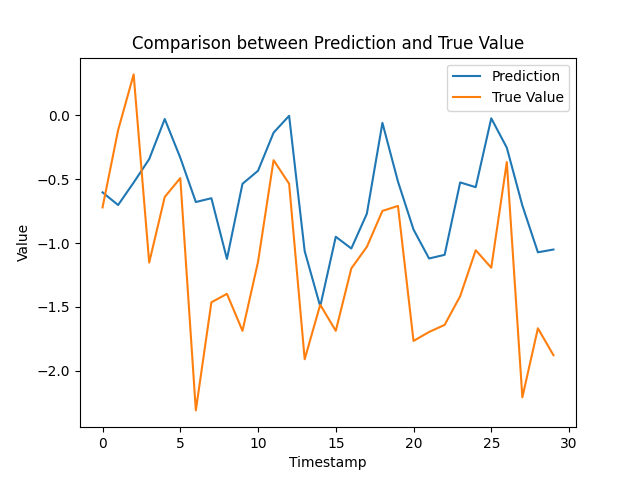 Comparison between Prediction and True Value
Prediction
True Value
0.0
−0.5
−1.0
−1.5
−2.0
Value
0 5 10 15 20 25 30
Timestamp